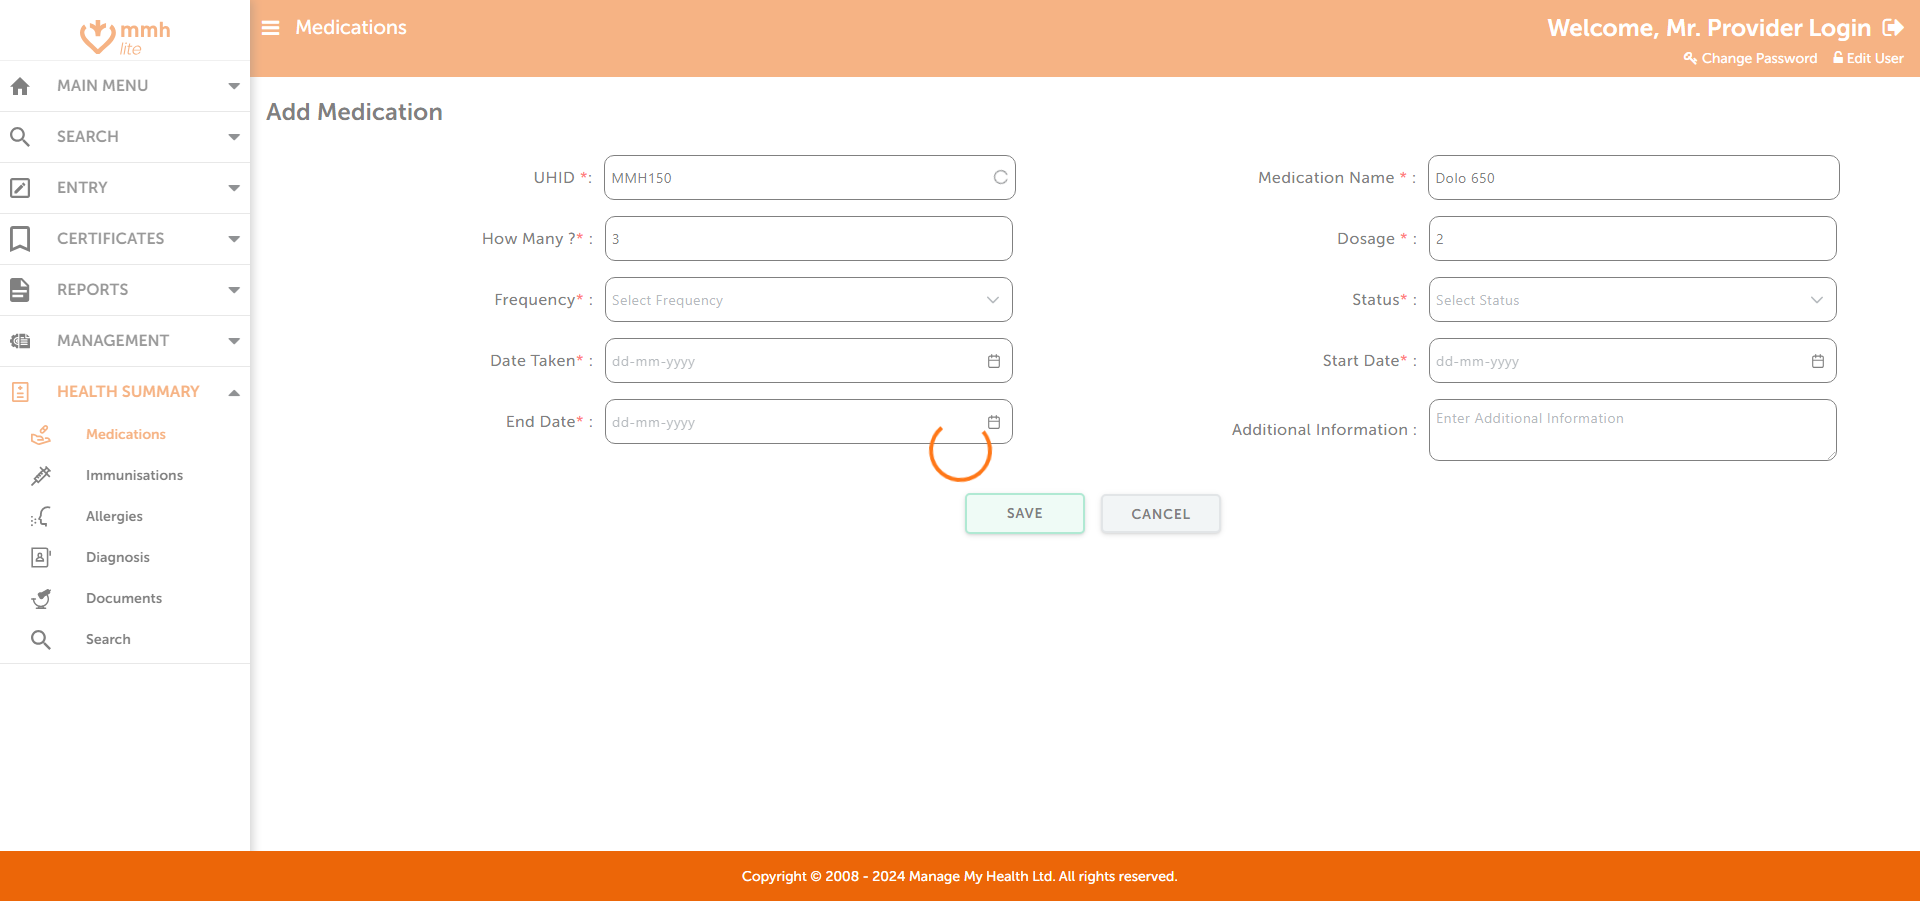 mmh
lite
MAIN MENU
SEARCH
ENTRY
CERTIFICATES
REPORTS
MANAGEMENT
HEALTH SUMMARY
Medications
Immunisations
Allergies
Diagnosis
Documents
Search
Medications
Welcome, Mr. Provider Login
Change Password Edit User
Add Medication
UHID *: MMH150
Medication Name * : Dolo 650
How Many ?* : 3
Dosage * : 2
Frequency* : Select Frequency
Status* : Select Status
Date Taken* : dd-mm-yyyy
Start Date* : dd-mm-yyyy
End Date* : dd-mm-yyyy
Additional Information : Enter Additional Information
SAVE CANCEL
Copyright © 2008 - 2024 Manage My Health Ltd. All rights reserved.